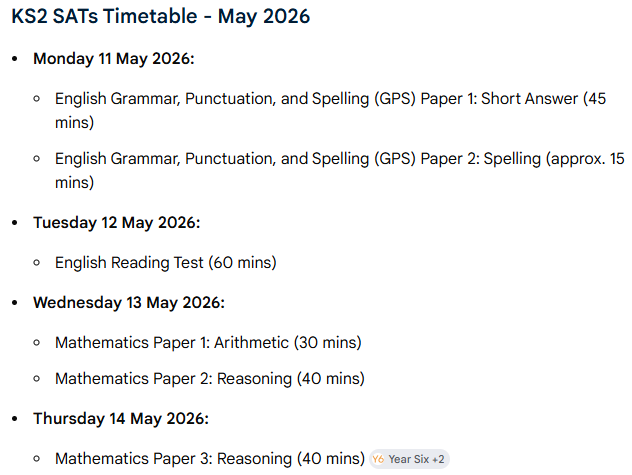 KS2 SATs Timetable - May 2026
Monday 11 May 2026:
English Grammar, Punctuation, and Spelling (GPS) Paper 1: Short Answer (45
mins)
English Grammar, Punctuation, and Spelling (GPS) Paper 2: Spelling (approx. 15
mins)
Tuesday 12 May 2026:
English Reading Test (60 mins)
Wednesday 13 May 2026:
Mathematics Paper 1: Arithmetic (30 mins)
Mathematics Paper 2: Reasoning (40 mins)
Thursday 14 May 2026:
Mathematics Paper 3: Reasoning (40 mins) Y6 Year Six +2